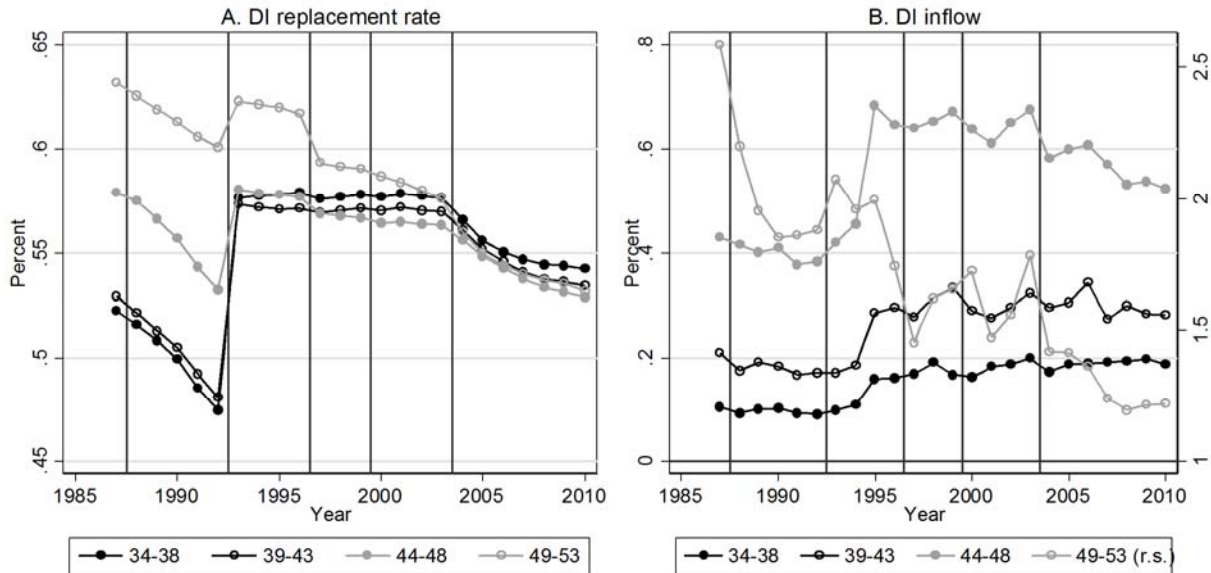 A. DI replacement rate
Percent
.65
.6
.55
.5
.45
1985 1990 1995 2000 2005 2010
Year
34-38 39-43 44-48 49-53
B. DI inflow
Percent
.8
.6
.4
.2
0
2.5
2
1.5
1
1985 1990 1995 2000 2005 2010
Year
34-38 39-43 44-48 49-53 (r.s.)